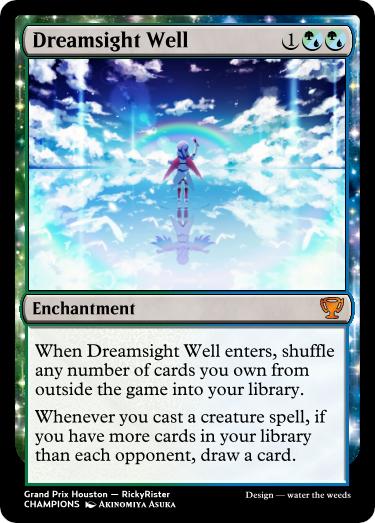 Dreamsight Well 1
Enchantment
When Dreamsight Well enters, shuffle
any number of cards you own from
outside the game into your library.
Whenever you cast a creature spell, if
you have more cards in your library
than each opponent, draw a card.
Grand Prix Houston — RickyRister
CHAMPIONS Akinomiya Asuka
Design — water the weeds